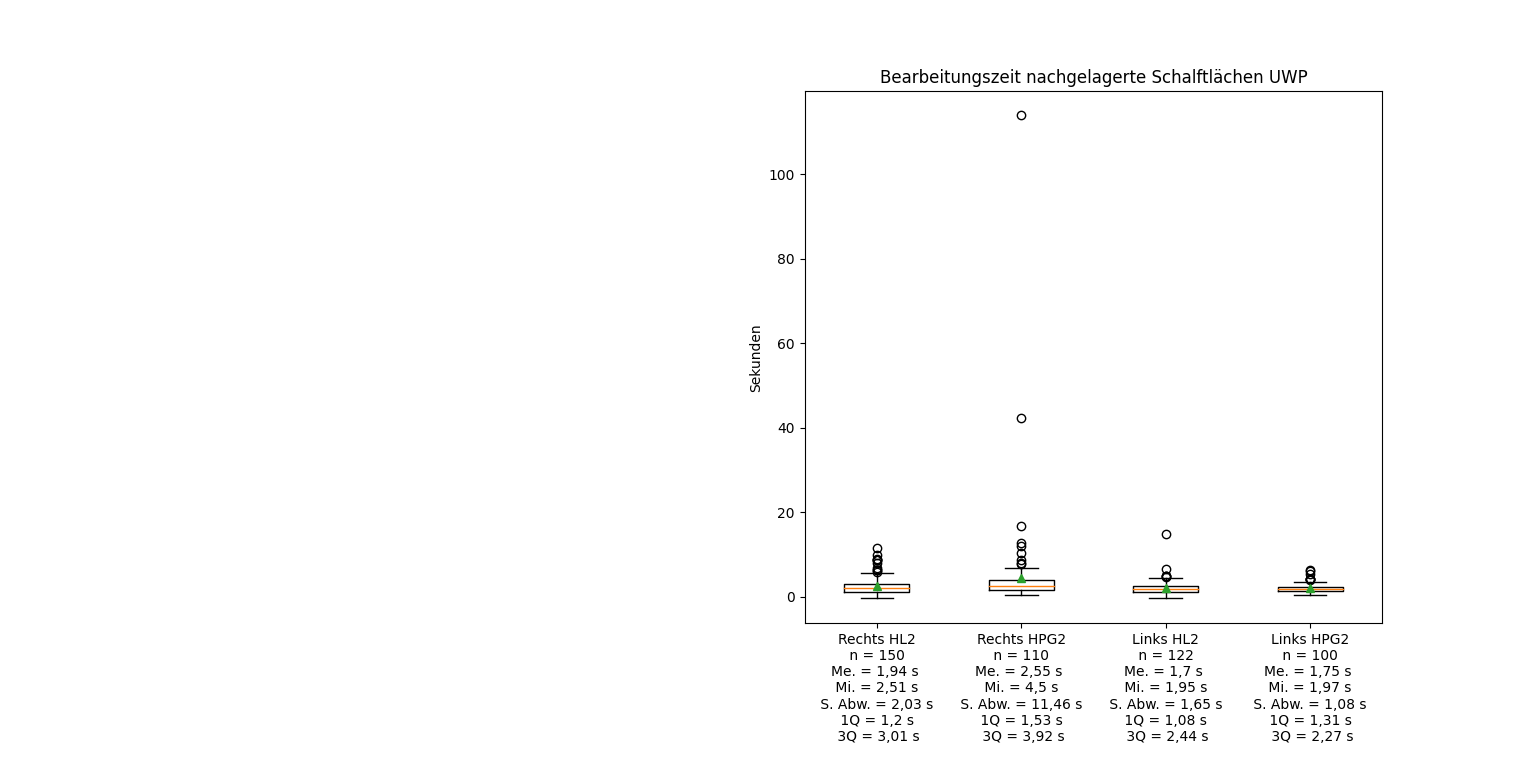 Bearbeitungszeit nachgelagerte Schalftlächen UWP
100
80
60
40
20
0
Sekunden
Rechts HL2 Rechts HPG2 Links HL2 Links HPG2
n = 150 n = 110 n = 122 n = 100
Me. = 1,94 s Me. = 2,55 s Me. = 1,7 s Me. = 1,75 s
Mi. = 2,51 s Mi. = 4,5 s Mi. = 1,95 s Mi. = 1,97 s
S. Abw. = 2,03 s S. Abw. = 11,46 s S. Abw. = 1,65 s S. Abw. = 1,08 s
1Q = 1,2 s 1Q = 1,53 s 1Q = 1,08 s 1Q = 1,31 s
3Q = 3,01 s 3Q = 3,92 s 3Q = 2,44 s 3Q = 2,27 s